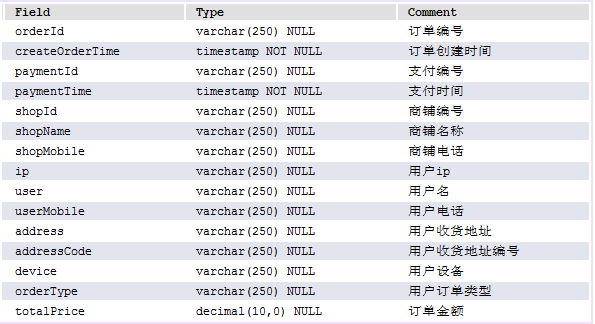 Field Type Comment
orderId varchar(250) NULL 订单编号
createOrderTime timestamp NOT NULL 订单创建时间
paymentId varchar(250) NULL 支付编号
paymentTime timestamp NOT NULL 支付时间
shopId varchar(250) NULL 商铺编号
shopName varchar(250) NULL 商铺名称
shopMobile varchar(250) NULL 商铺电话
ip varchar(250) NULL 用户ip
user varchar(250) NULL 用户名
userMobile varchar(250) NULL 用户电话
address varchar(250) NULL 用户收货地址
addressCode varchar(250) NULL 用户收货地址编号
device varchar(250) NULL 用户设备
orderType varchar(250) NULL 用户订单类型
totalPrice decimal(10,0) NULL 订单金额